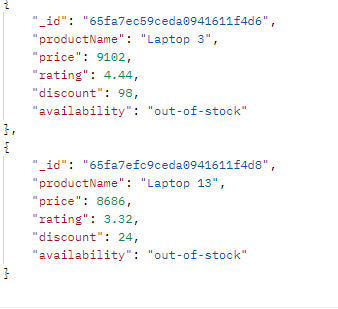 {
"_id": "65fa7ec59ceda0941611f4d6",
"productName": "Laptop 3",
"price": 9102,
"rating": 4.44,
"discount": 98,
"availability": "out-of-stock"
},
{
"_id": "65fa7efc9ceda0941611f4d8",
"productName": "Laptop 13",
"price": 8686,
"rating": 3.32,
"discount": 24,
"availability": "out-of-stock"
}